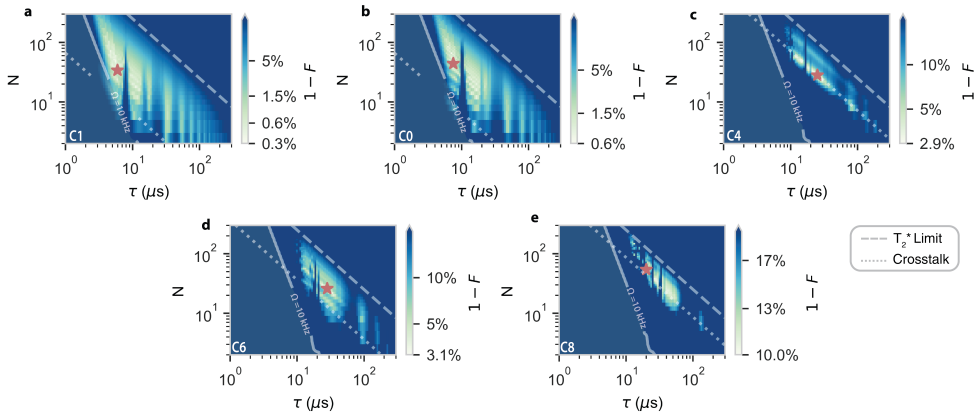 a
N
10²
10¹
C1
Ω=10 kHz
10⁰ 10¹ 10²
τ (μs)
5%
1.5%
0.6%
0.3%
1 − F
b
10²
10¹
C0
Ω=10 kHz
10⁰ 10¹ 10²
τ (μs)
5%
1.5%
0.6%
1 − F
c
N
10²
10¹
C4
Ω=10 kHz
10⁰ 10¹ 10²
τ (μs)
10%
5%
2.9%
1 − F
d
N
10²
10¹
C6
Ω=10 kHz
10⁰ 10¹ 10²
τ (μs)
10%
5%
3.1%
1 − F
e
N
10²
10¹
C8
Ω=10 kHz
10⁰ 10¹ 10²
τ (μs)
17%
13%
10.0%
1 − F
T₂* Limit
Crosstalk